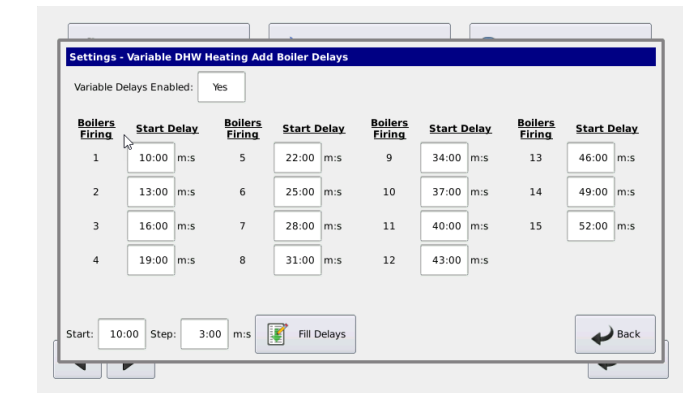 Settings - Variable DHW Heating Add Boiler Delays
Variable Delays Enabled: Yes
Boilers Firing Start Delay Boilers Firing Start Delay Boilers Firing Start Delay Boilers Firing Start Delay
1 10:00 m:s 5 22:00 m:s 9 34:00 m:s 13 46:00 m:s
2 13:00 m:s 6 25:00 m:s 10 37:00 m:s 14 49:00 m:s
3 16:00 m:s 7 28:00 m:s 11 40:00 m:s 15 52:00 m:s
4 19:00 m:s 8 31:00 m:s 12 43:00 m:s
Start: 10:00 Step: 3:00 m:s Fill Delays Back